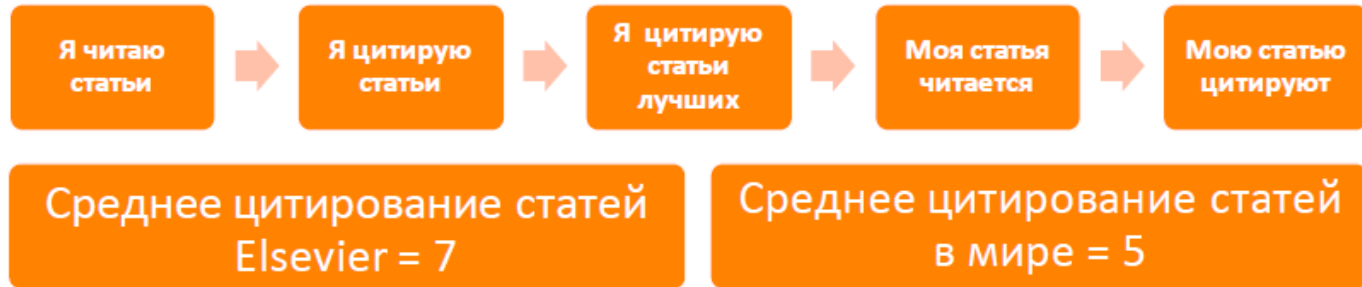 Я читаю
статьи
Я цитирую
статьи
Я  цитирую
статьи
лучших
Моя статья
читается
Мою статью
цитируют
Среднее цитирование статей
Elsevier = 7
Среднее цитирование статей
в мире = 5